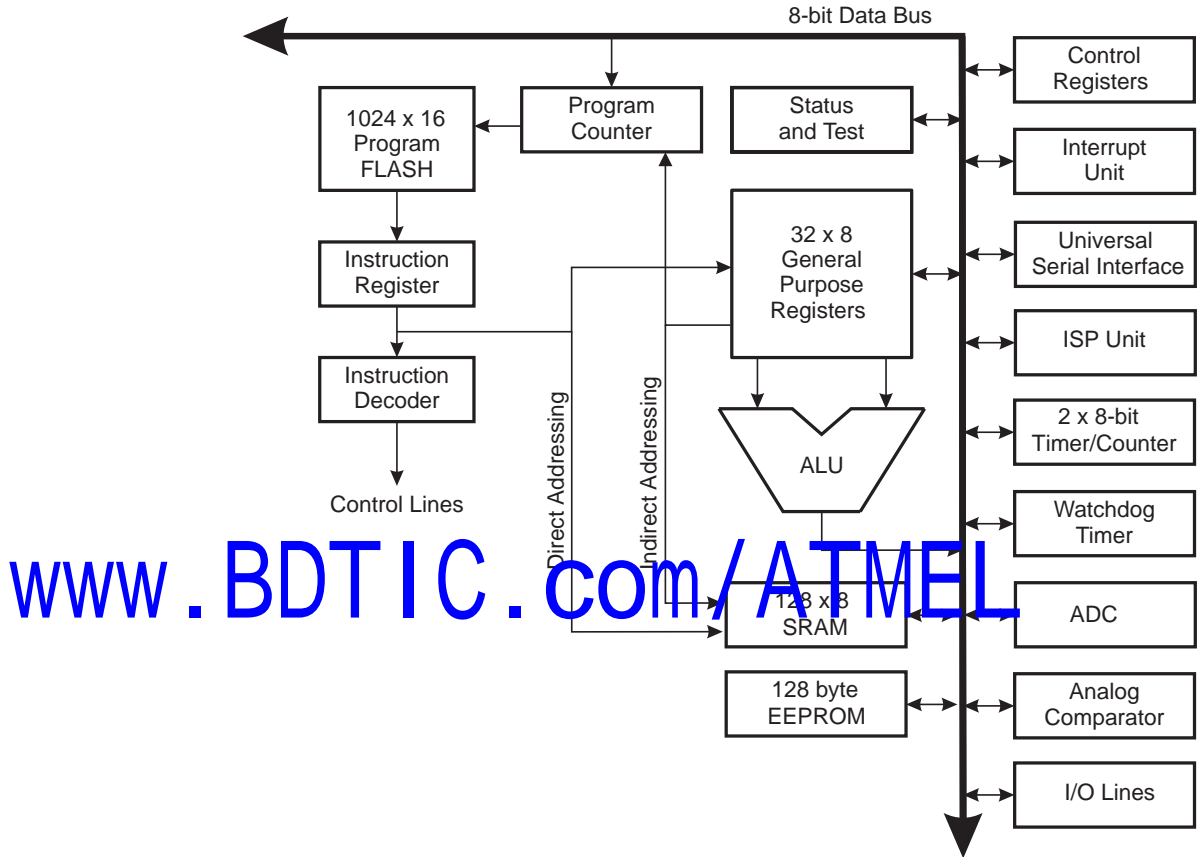 8-bit Data Bus
1024 x 16
Program
FLASH
Program
Counter
Status
and Test
Control
Registers
Interrupt
Unit
Instruction
Register
32 x 8
General
Purpose
Registers
Universal
Serial Interface
ISP Unit
Instruction
Decoder
Direct Addressing
Indirect Addressing
ALU
2 x 8-bit
Timer/Counter
Control Lines
Watchdog
Timer
www.BDTIC.com/ATMEL
128 x 8
SRAM
ADC
128 byte
EEPROM
Analog
Comparator
I/O Lines